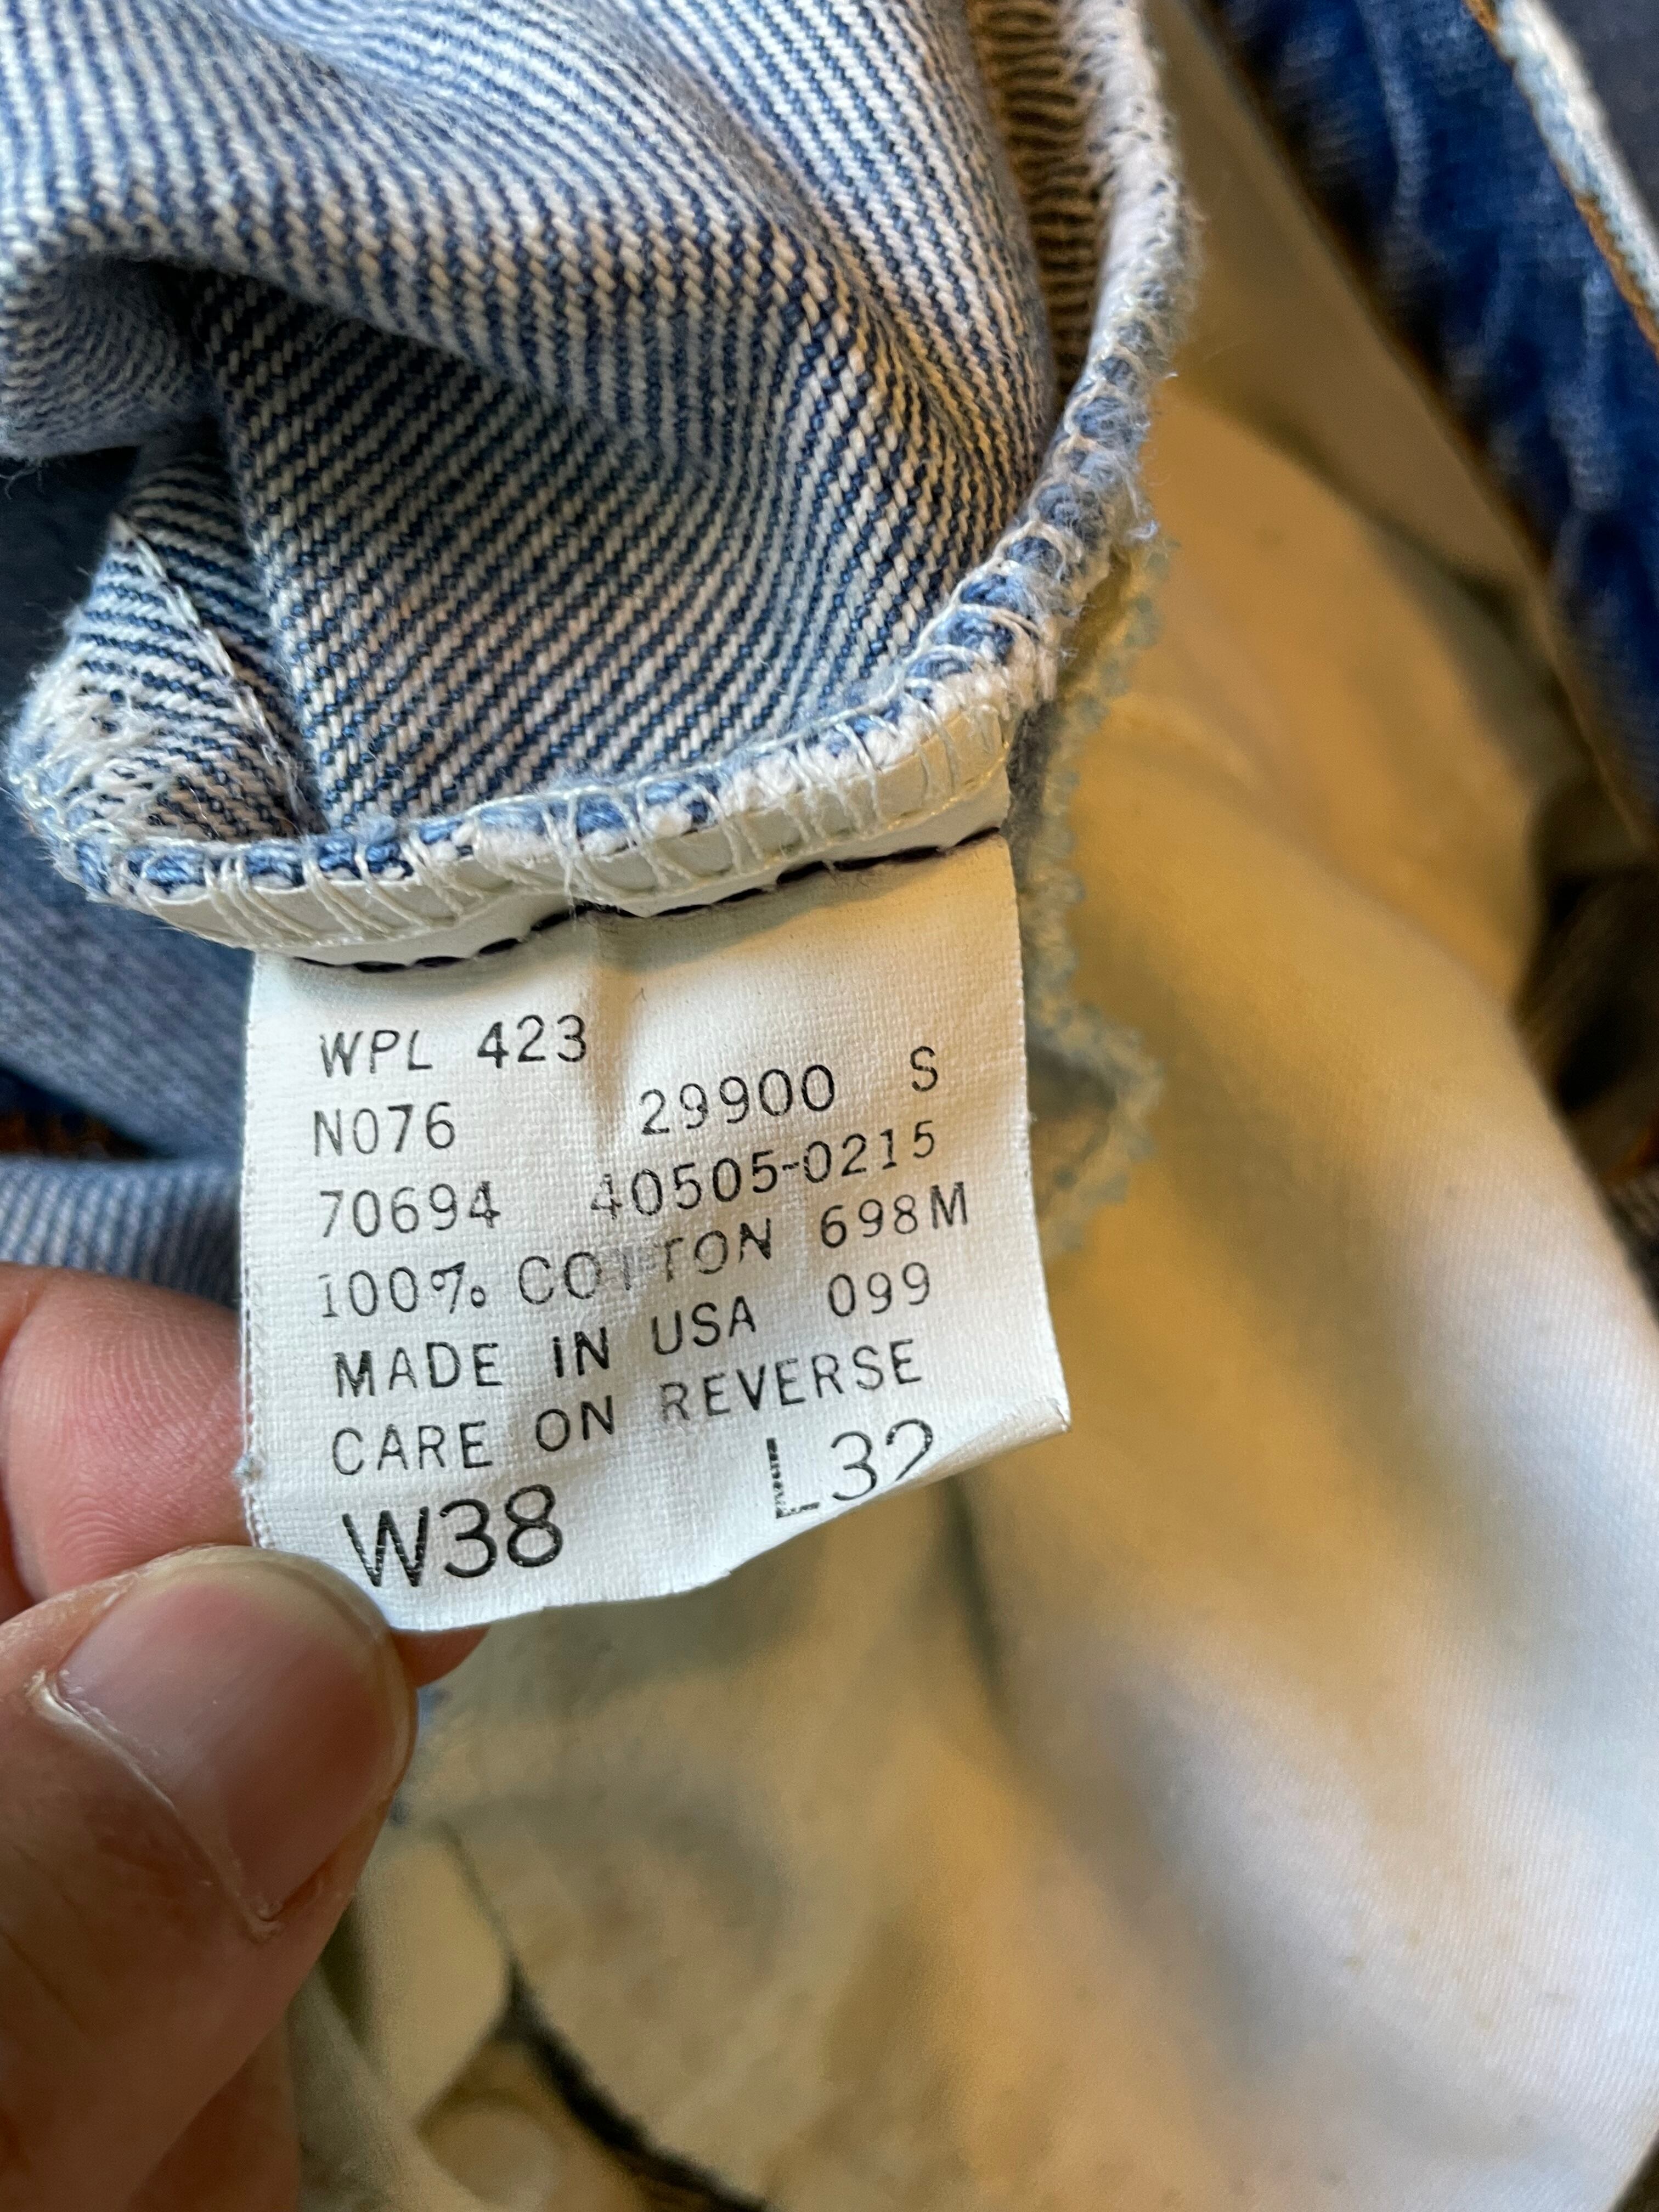 WPL 423
N076 29900 S
70694 40505-0215
100% COTTON 698M
MADE IN USA 099
CARE ON REVERSE
W38 L32